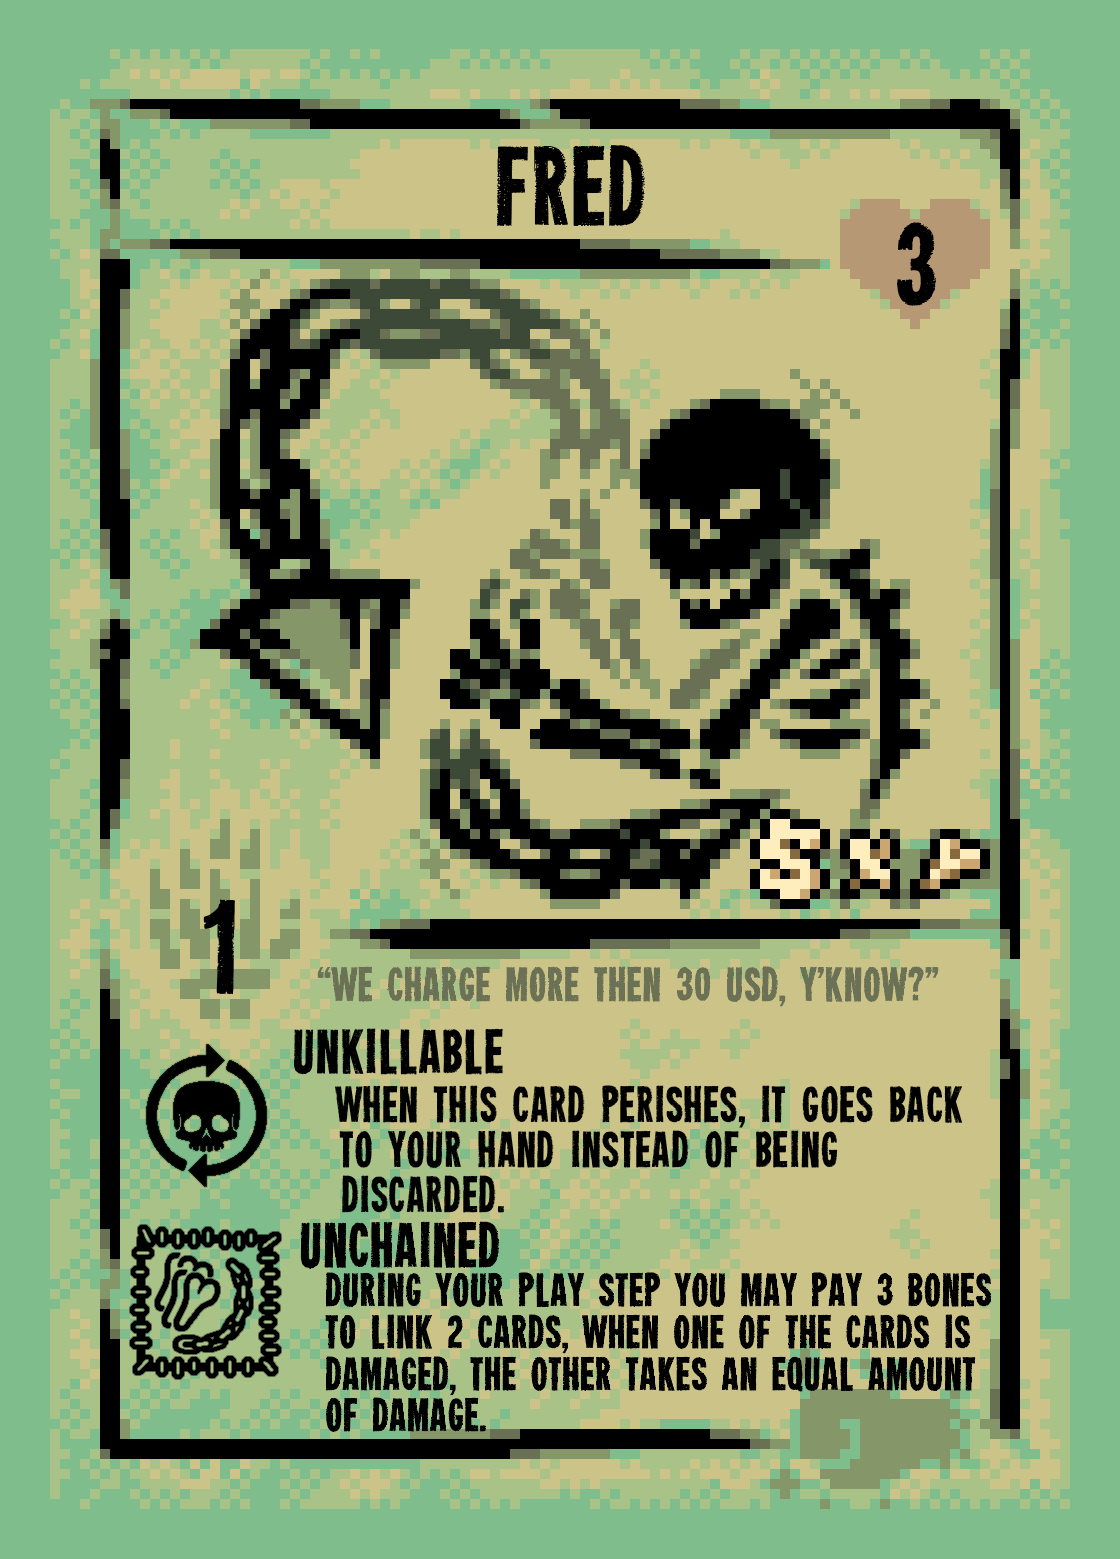 FRED
3
5 X
1
“WE CHARGE MORE THEN 30 USD, Y’KNOW?”
UNKILLABLE
WHEN THIS CARD PERISHES, IT GOES BACK
TO YOUR HAND INSTEAD OF BEING
DISCARDED.
UNCHAINED
DURING YOUR PLAY STEP YOU MAY PAY 3 BONES
TO LINK 2 CARDS, WHEN ONE OF THE CARDS IS
DAMAGED, THE OTHER TAKES AN EQUAL AMOUNT
OF DAMAGE.